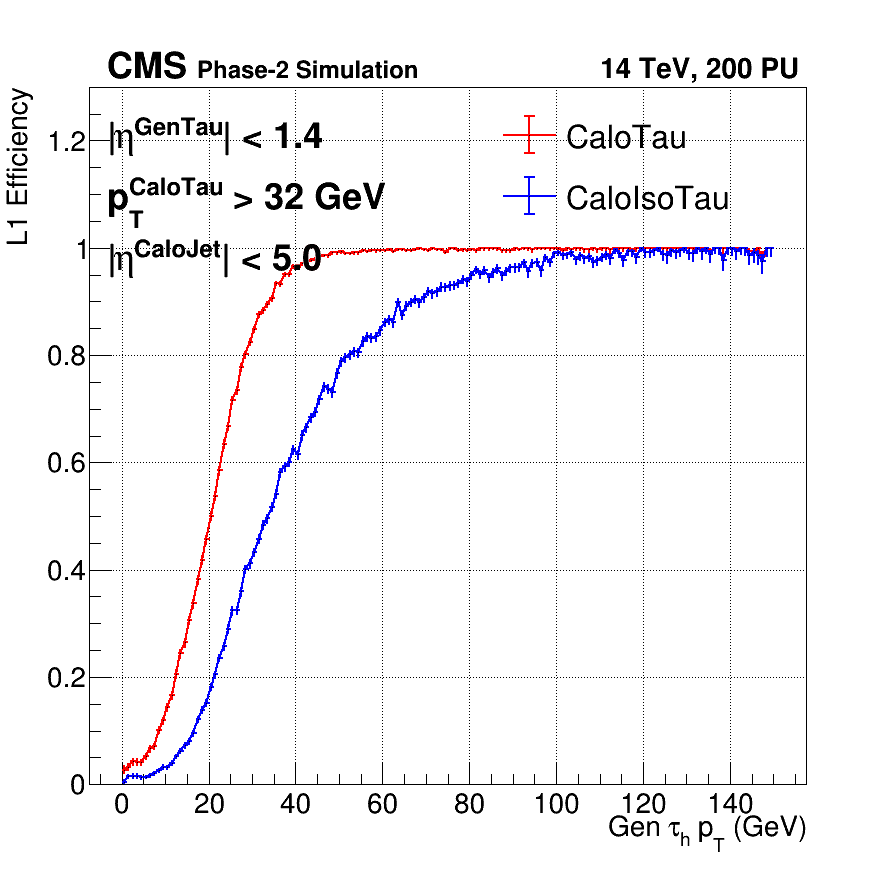 CMS Phase-2 Simulation 14 TeV, 200 PU
L1 Efficiency
|η^GenTau| < 1.4
p_T^CaloTau > 32 GeV
|η^CaloJet| < 5.0
CaloTau
CaloIsoTau
1.2
1
0.8
0.6
0.4
0.2
0
0 20 40 60 80 100 120 140
Gen τ_h p_T (GeV)